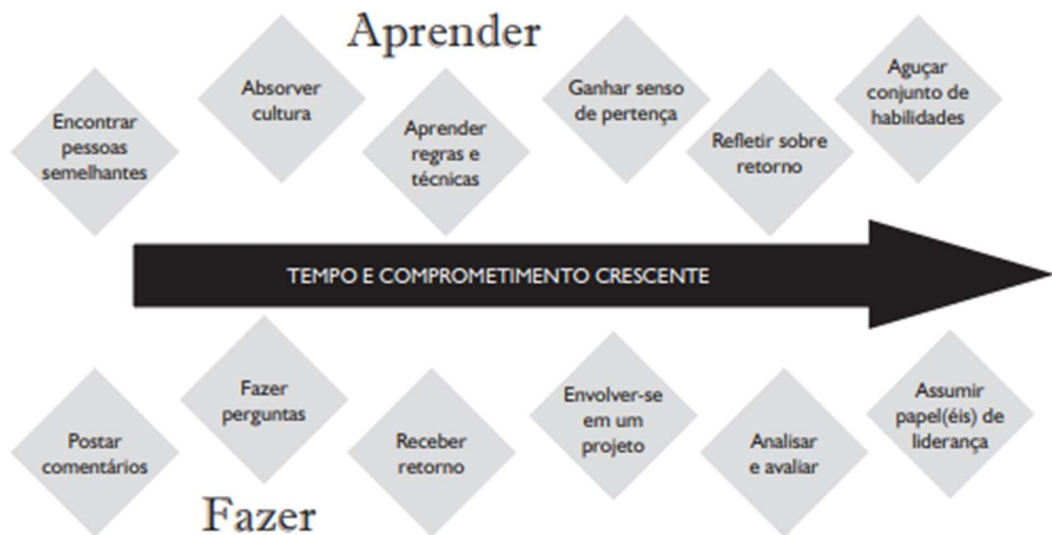 Aprender
Encontrar
pessoas
semelhantes
Absorver
cultura
Aprender
regras e
técnicas
Ganhar senso
de pertença
Refletir sobre
retorno
Aguçar
conjunto de
habilidades
TEMPO E COMPROMETIMENTO CRESCENTE
Postar
comentários
Fazer
perguntas
Receber
retorno
Envolver-se
em um
projeto
Analisar
e avaliar
Assumir
papel(éis) de
liderança
Fazer